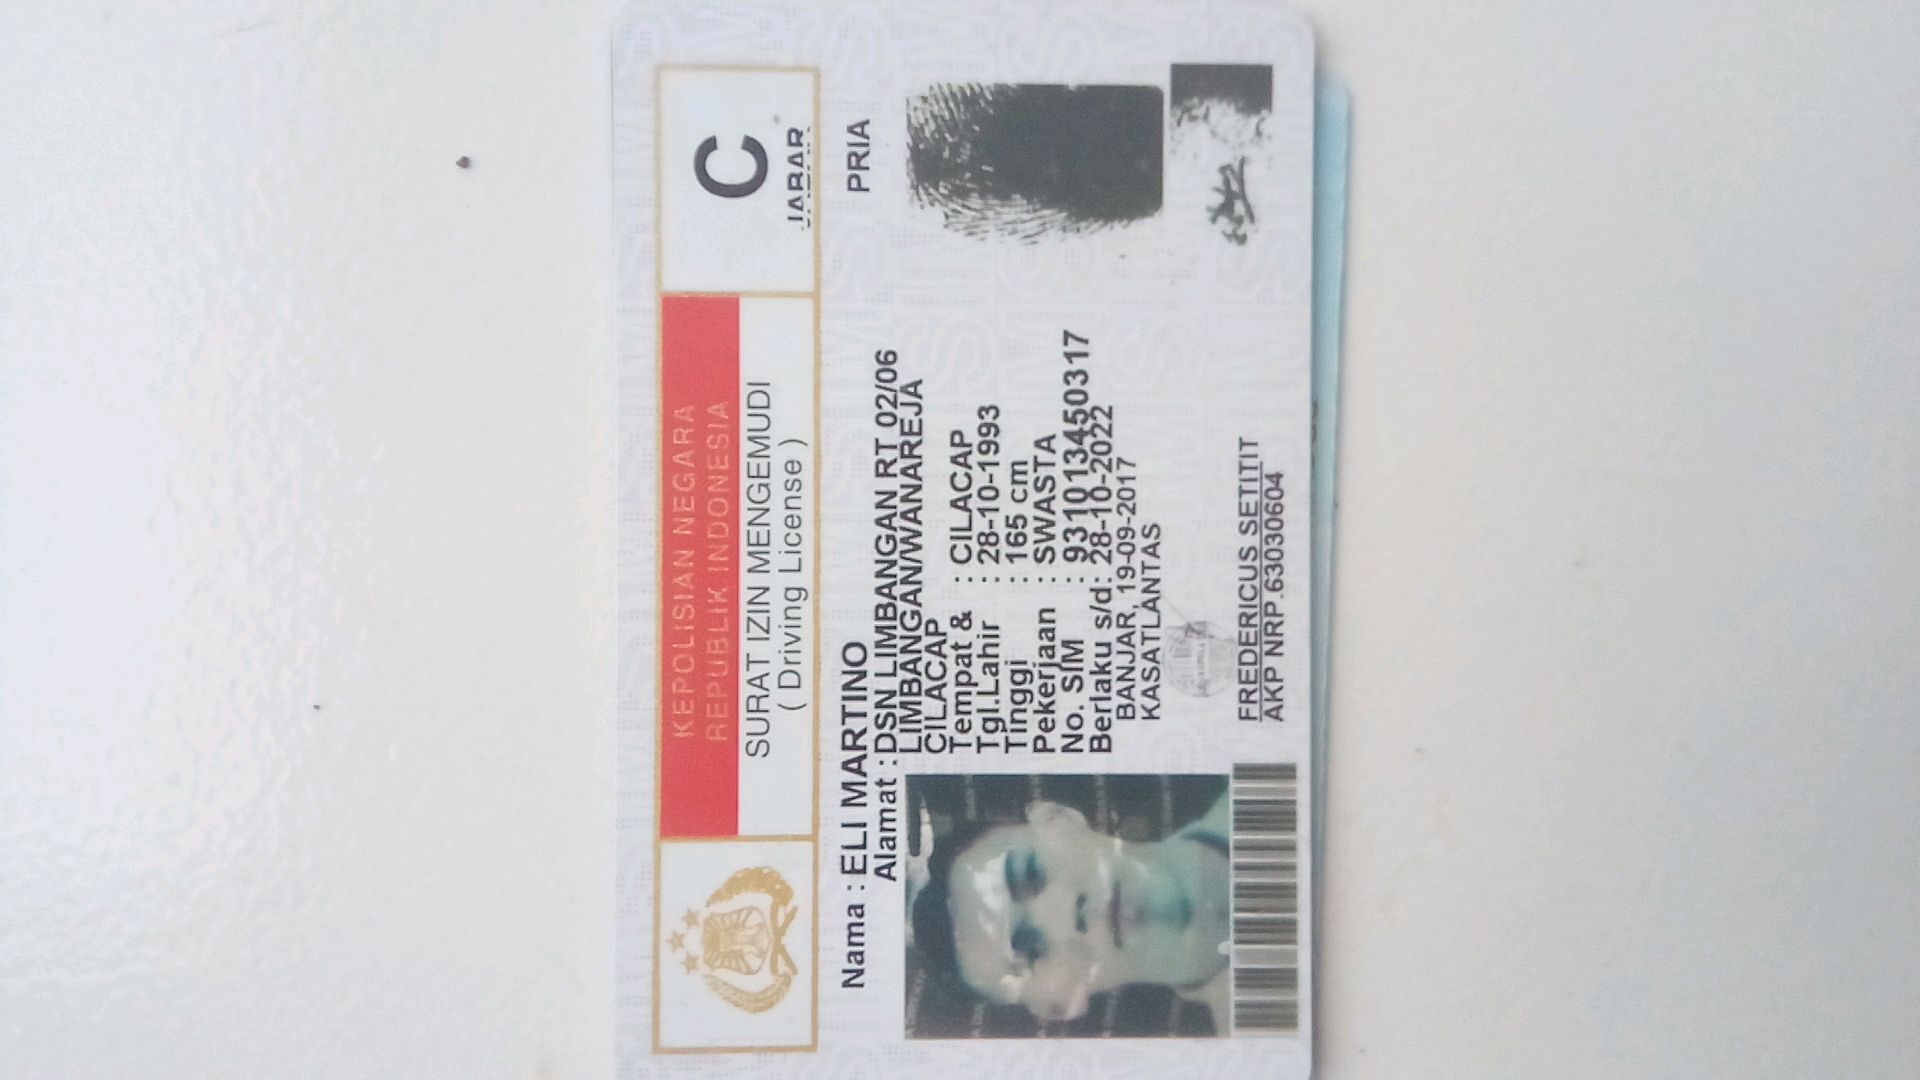 KEPOLISIAN NEGARA
REPUBLIK INDONESIA
SURAT IZIN MENGEMUDI
( Driving License )
C
JABAR
Nama : ELI MARTINO
PRIA
Alamat : DSN LIMBANGAN RT 02/06
LIMBANGAN/WANAREJA
CILACAP
Tempat & : CILACAP
Tgl.Lahir : 28-10-1993
Tinggi : 165 cm
Pekerjaan : SWASTA
No. SIM : 931013450317
Berlaku s/d : 28-10-2022
BANJAR, 19-09-2017
KASATLANTAS
FREDERICUS SETITIT
AKP NRP.63030604